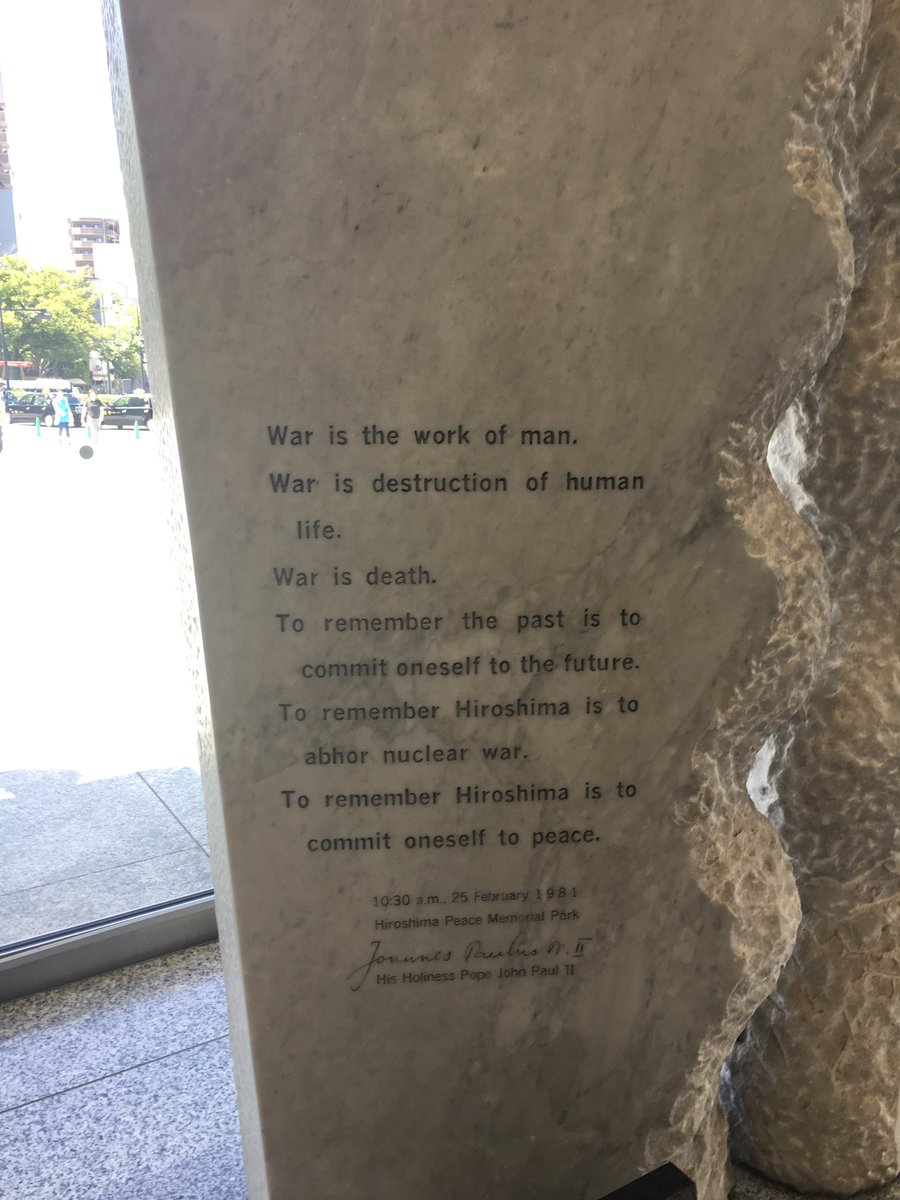 War is the work of man.
War is destruction of human
life.
War is death.
To remember the past is to
commit oneself to the future.
To remember Hiroshima is to
abhor nuclear war.
To remember Hiroshima is to
commit oneself to peace.
10:30 a.m., 25 February 1981
Hiroshima Peace Memorial Park
Joannes Paulus P. II
His Holiness Pope John Paul II